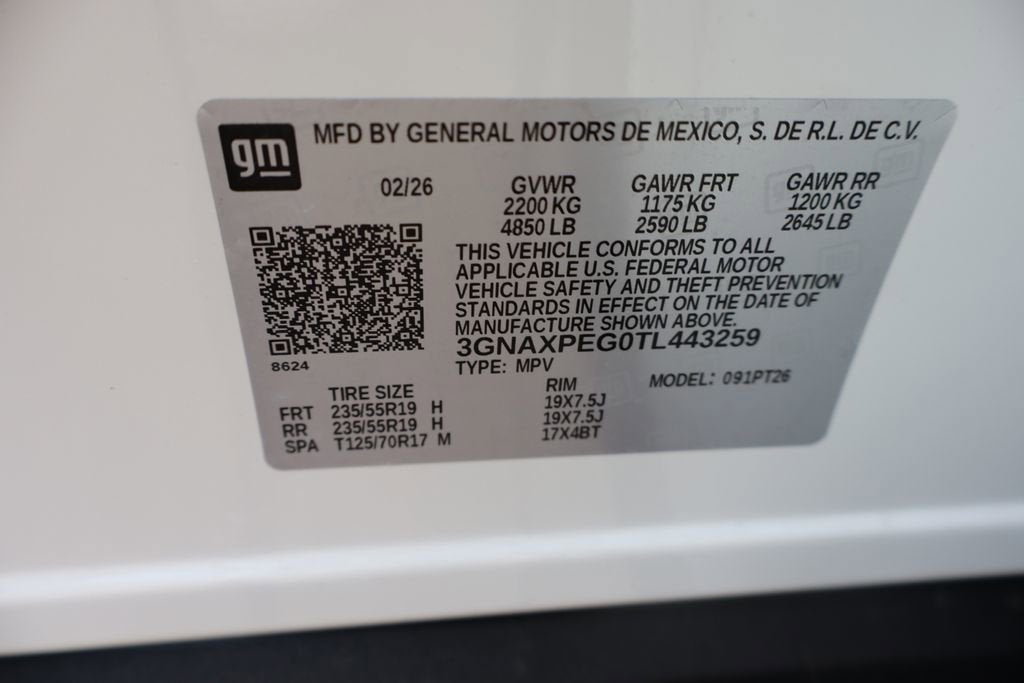 gm
MFD BY GENERAL MOTORS DE MEXICO, S. DE R.L. DE C.V.
02/26 GVWR GAWR FRT GAWR RR
2200 KG 1175 KG 1200 KG
4850 LB 2590 LB 2645 LB
THIS VEHICLE CONFORMS TO ALL
APPLICABLE U.S. FEDERAL MOTOR
VEHICLE SAFETY AND THEFT PREVENTION
STANDARDS IN EFFECT ON THE DATE OF
MANUFACTURE SHOWN ABOVE.
3GNAXPEG0TL443259
8624
TYPE: MPV MODEL: 091PT26
TIRE SIZE RIM
FRT 235/55R19 H 19X7.5J
RR 235/55R19 H 19X7.5J
SPA T125/70R17 M 17X4BT